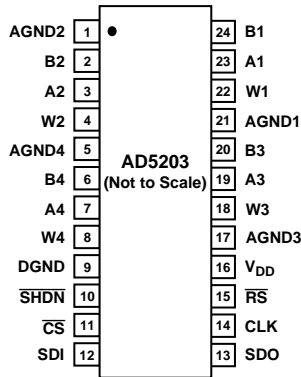 AGND2 1 24 B1
B2 2 23 A1
A2 3 22 W1
W2 4 21 AGND1
AGND4 5 20 B3
B4 6 19 A3
A4 7 18 W3
W4 8 17 AGND3
DGND 9 16 VDD
SHDN 10 15 RS
CS 11 14 CLK
SDI 12 13 SDO
AD5203
(Not to Scale)